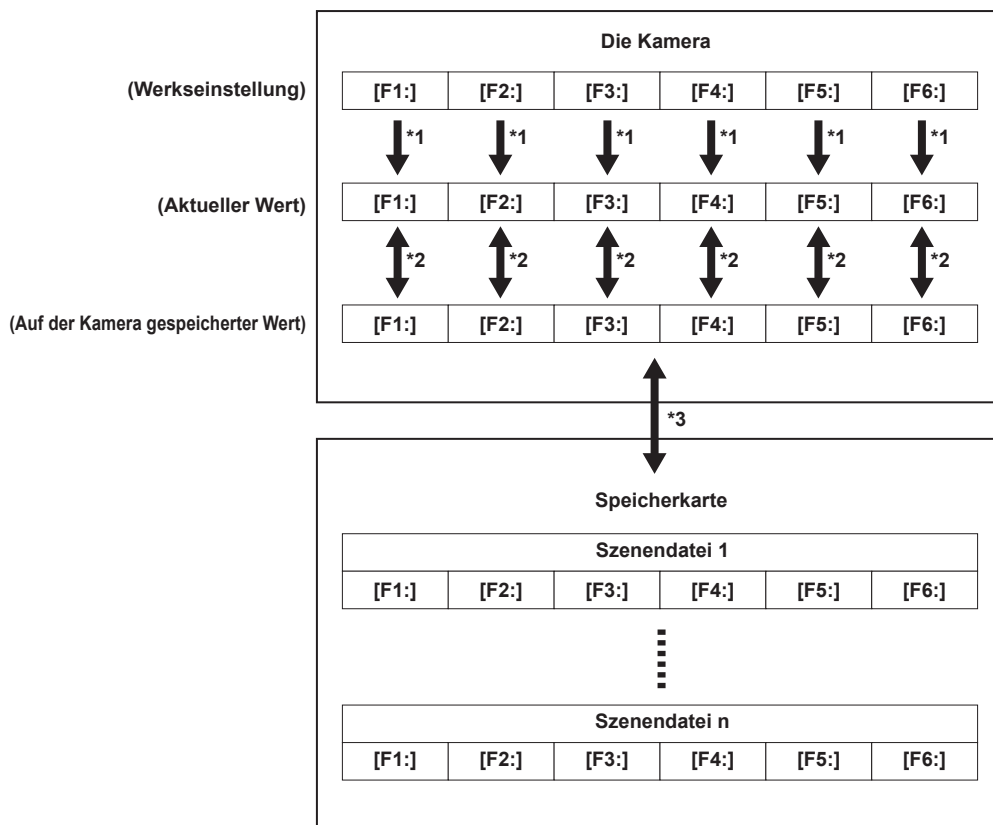 Die Kamera
(Werkseinstellung) [F1:] [F2:] [F3:] [F4:] [F5:] [F6:]
*1 *1 *1 *1 *1 *1
(Aktueller Wert) [F1:] [F2:] [F3:] [F4:] [F5:] [F6:]
*2 *2 *2 *2 *2 *2
(Auf der Kamera gespeicherter Wert) [F1:] [F2:] [F3:] [F4:] [F5:] [F6:]
*3
Speicherkarte
Szenendatei 1
[F1:] [F2:] [F3:] [F4:] [F5:] [F6:]
Szenendatei n
[F1:] [F2:] [F3:] [F4:] [F5:] [F6:]